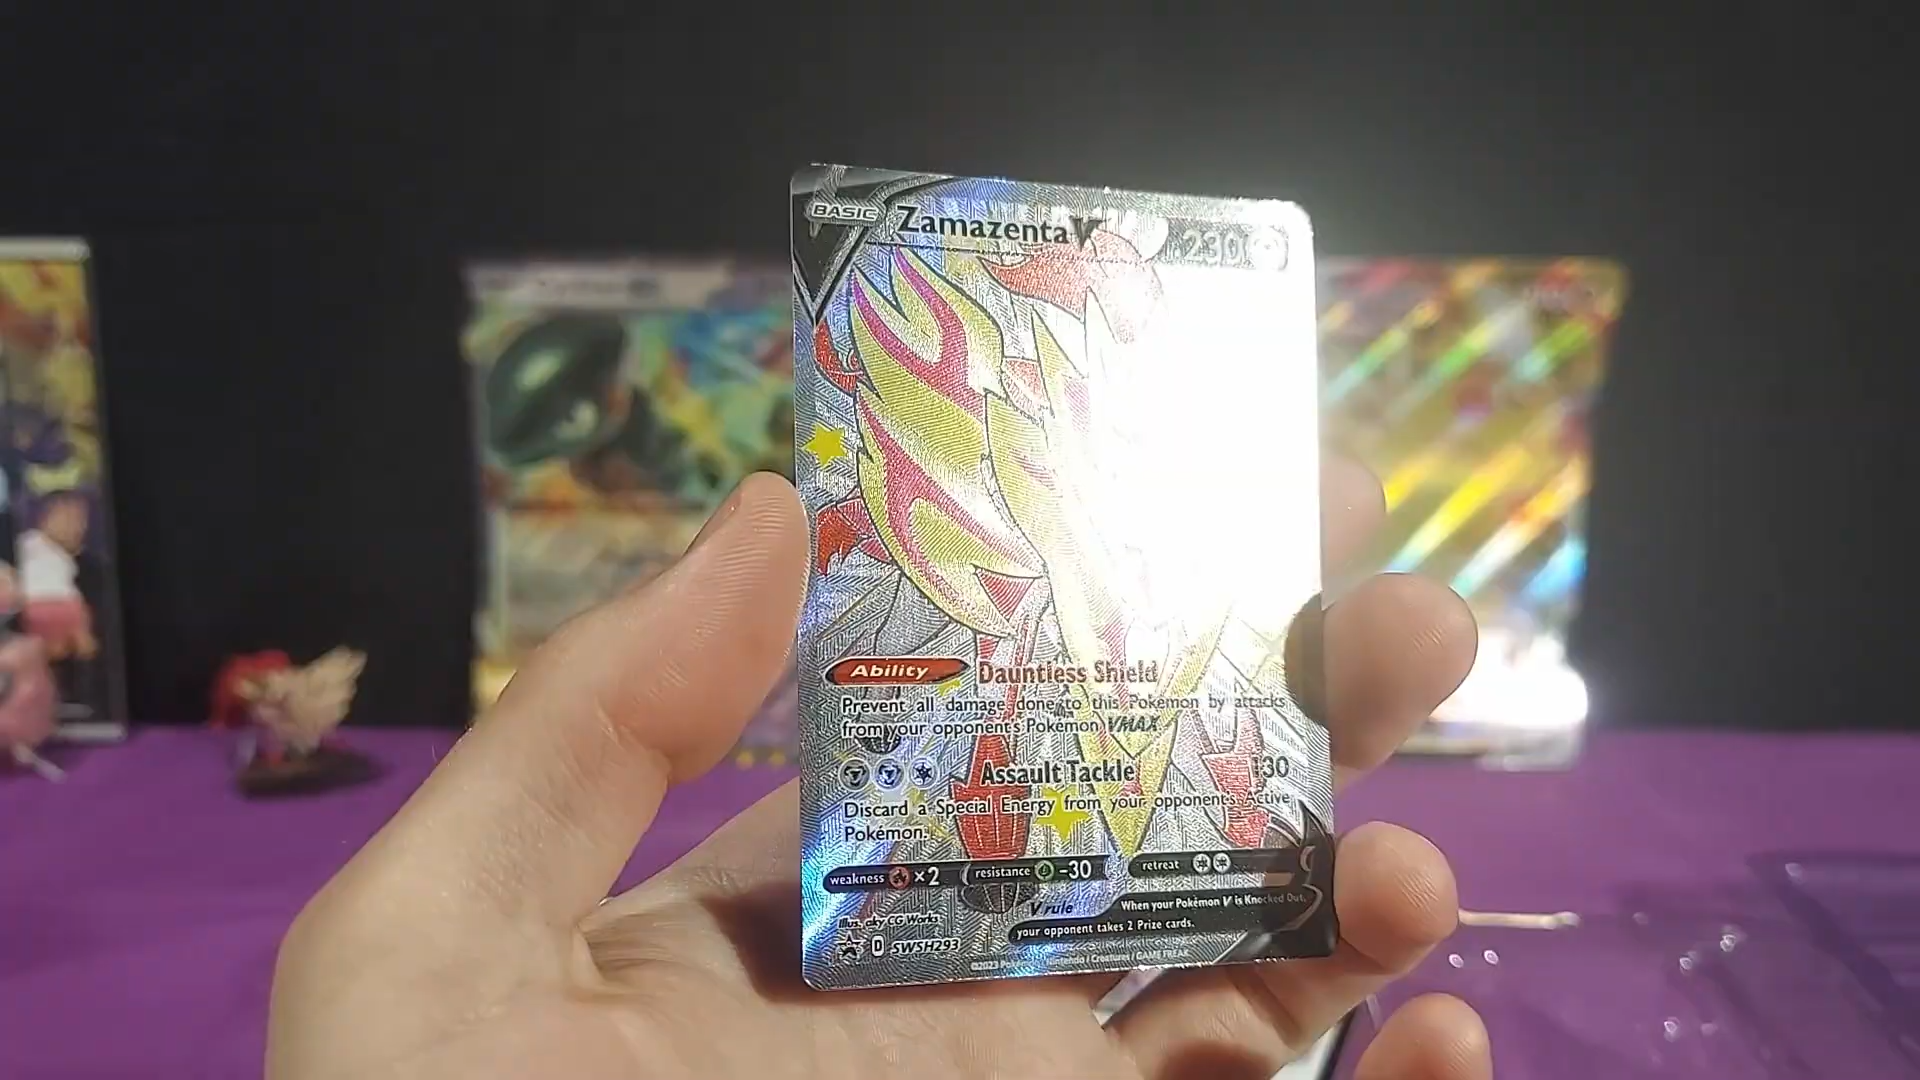 BASIC Zamazenta V 230
Ability Dauntless Shield
Prevent all damage done to this Pokémon by attacks
from your opponent's Pokémon VMAX.
Assault Tackle 130
Discard a Special Energy from your opponent's Active
Pokémon.
weakness ×2 resistance -30 retreat
V rule When your Pokémon V is Knocked Out,
your opponent takes 2 Prize cards.
Illus. aky CG Works
D SWSH293
©2023 Pokémon / Nintendo / Creatures / GAME FREAK